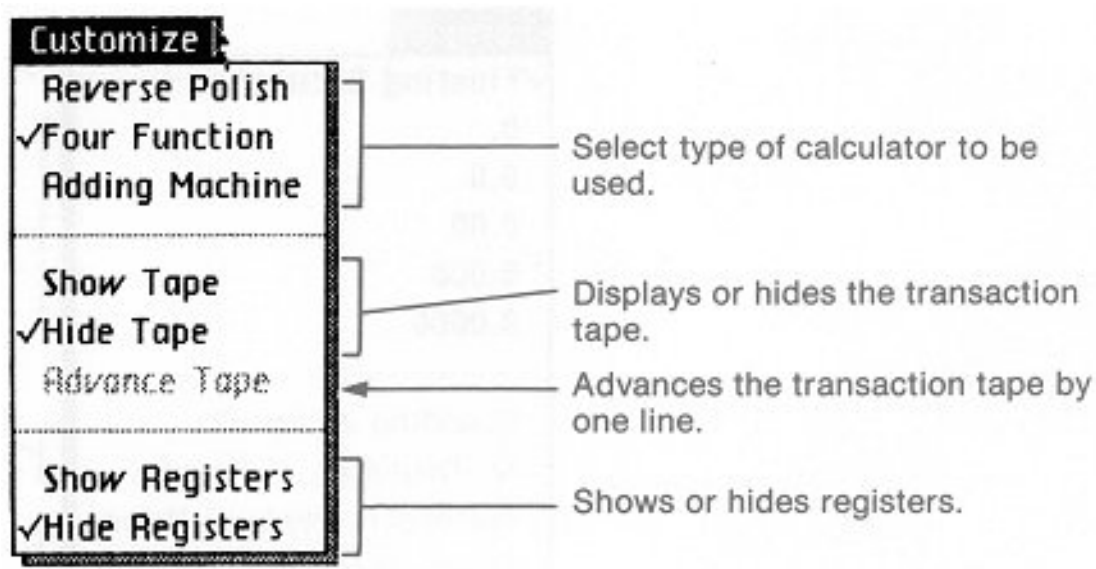 Customize
Reverse Polish
✓Four Function
Adding Machine
Show Tape
✓Hide Tape
Advance Tape
Show Registers
✓Hide Registers
Select type of calculator to be
used.
Displays or hides the transaction
tape.
Advances the transaction tape by
one line.
Shows or hides registers.